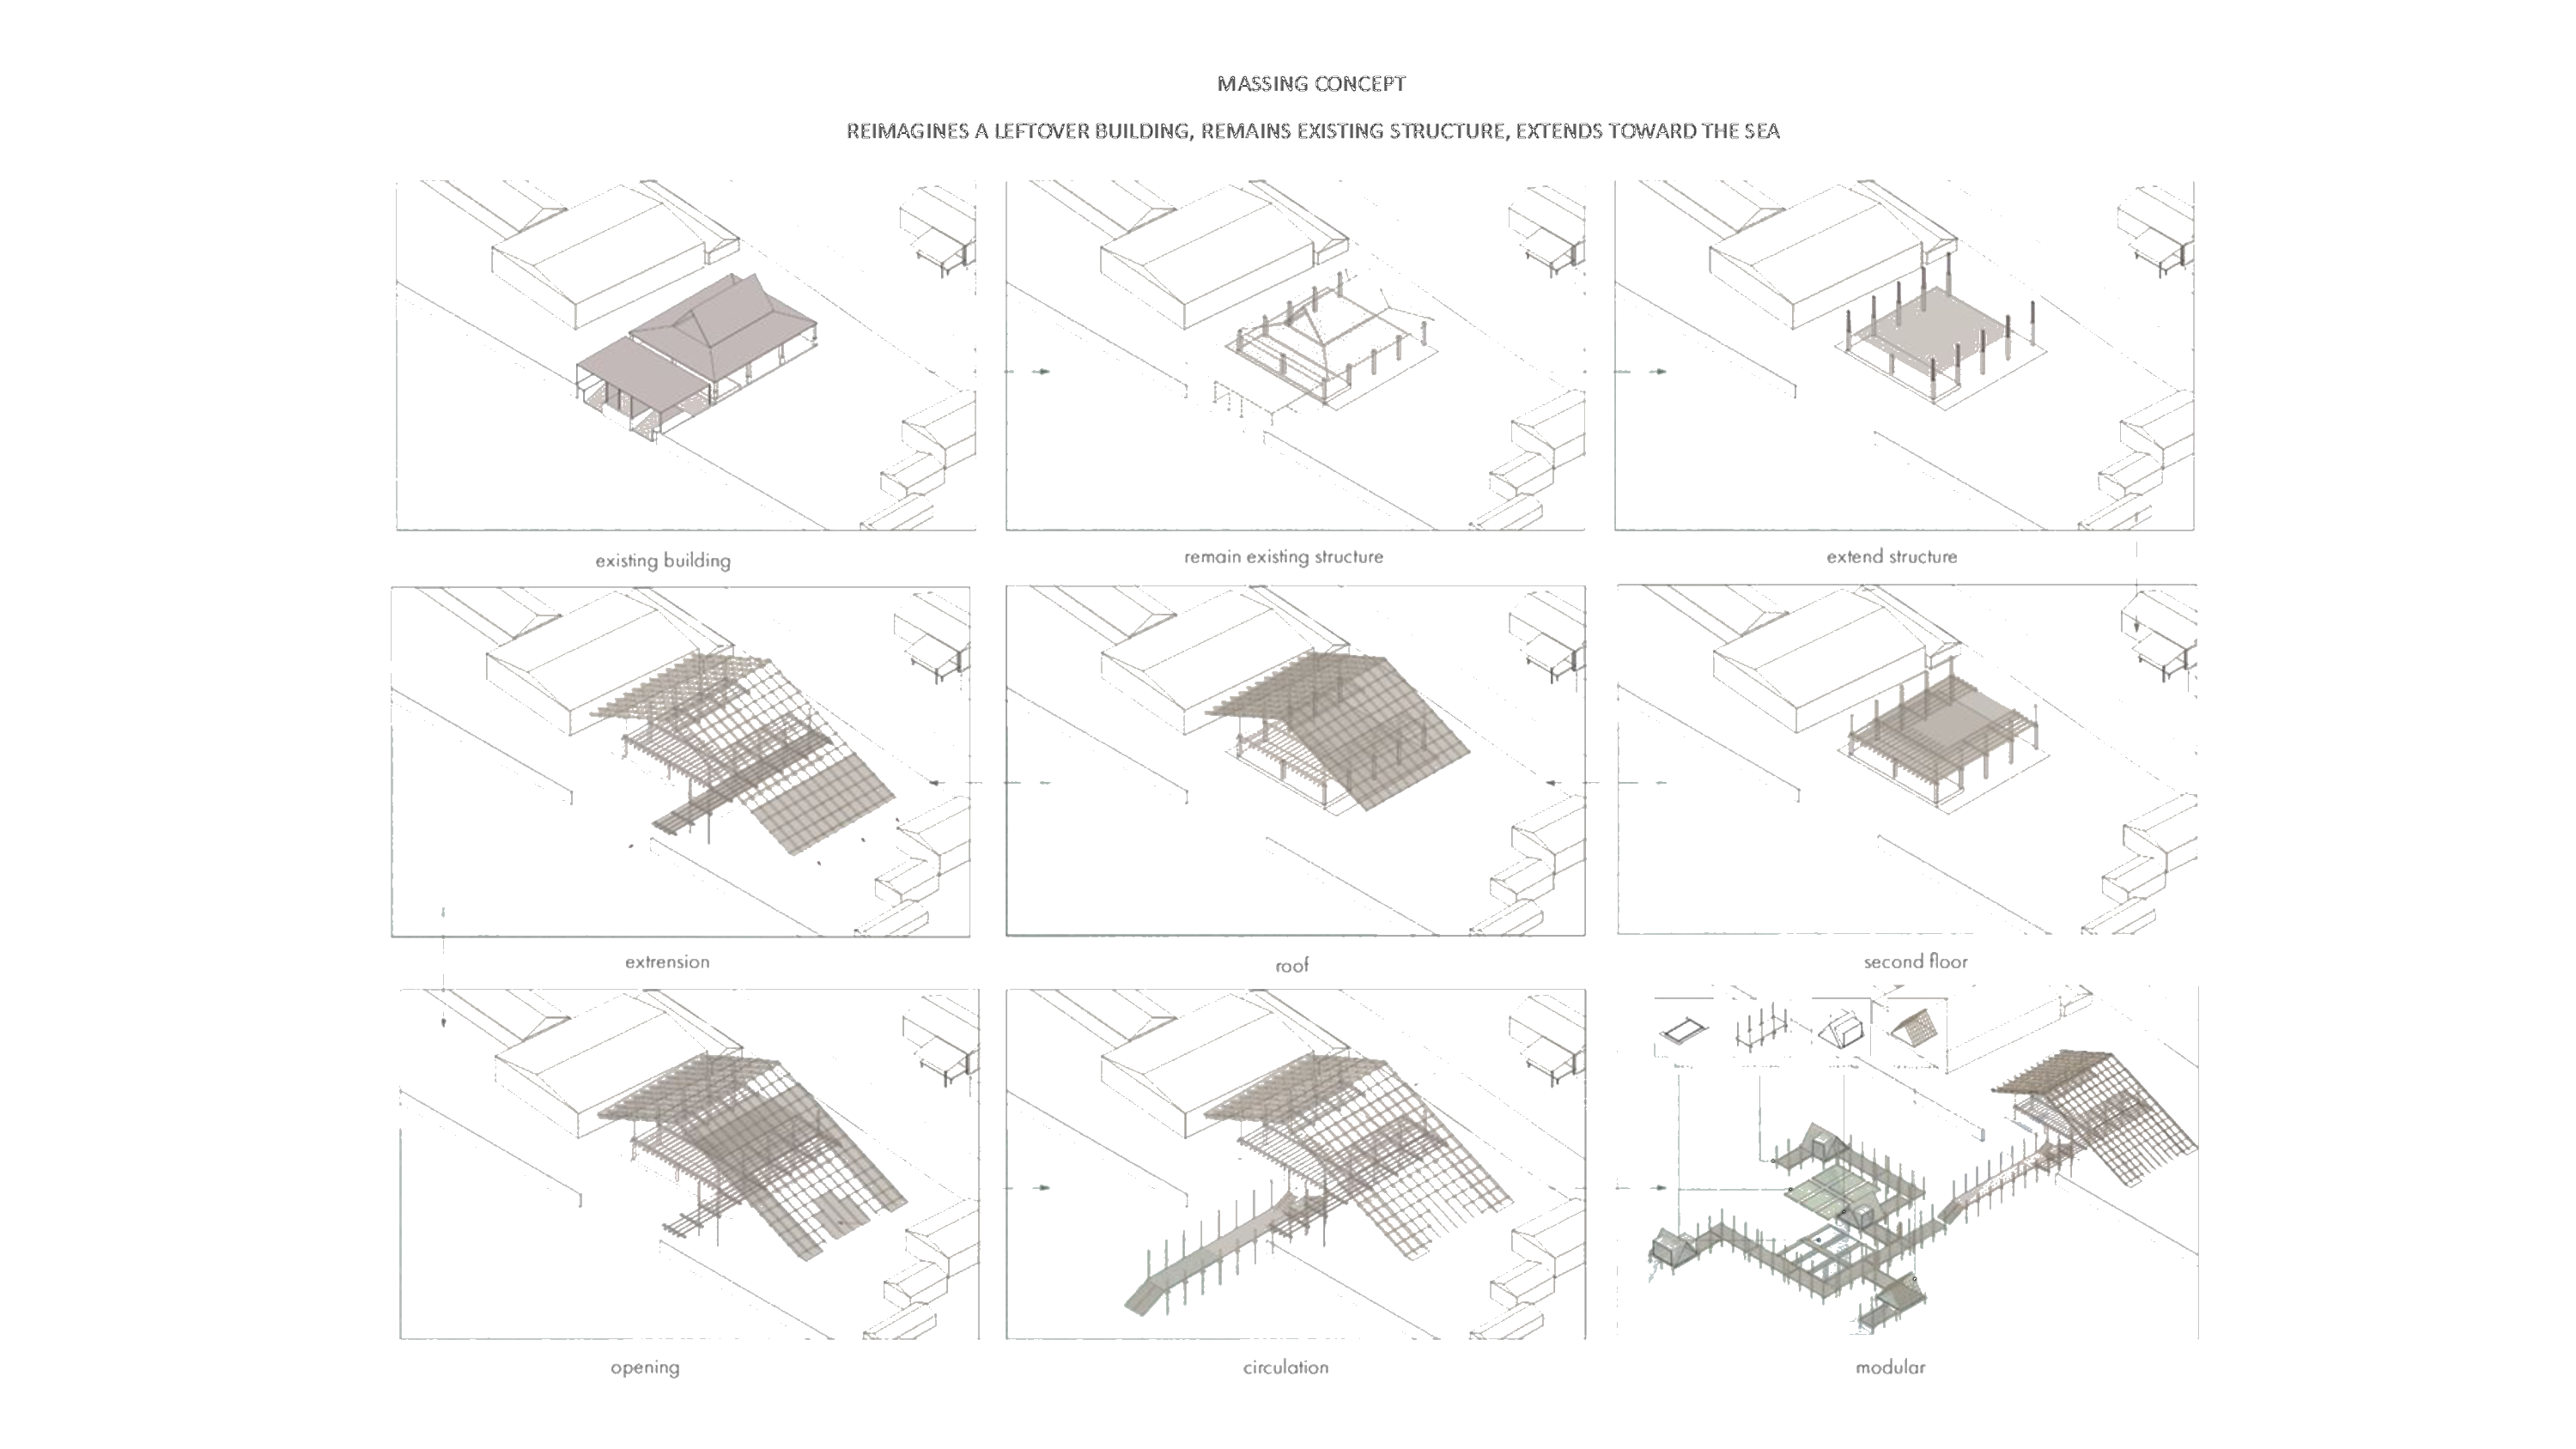 MASSING CONCEPT
REIMAGINES A LEFTOVER BUILDING, REMAINS EXISTING STRUCTURE, EXTENDS TOWARD THE SEA
existing building
remain existing structure
extend structure
extrension
roof
second floor
opening
circulation
modular